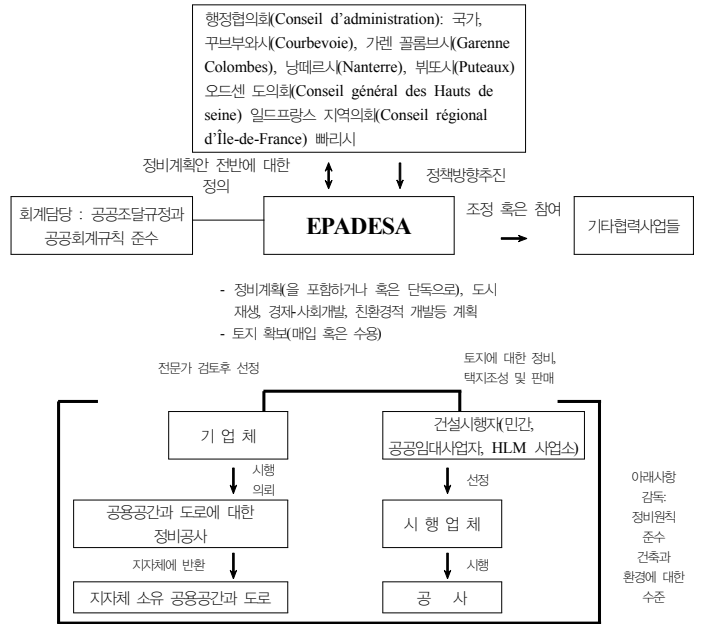 행정협의회(Conseil d’administration): 국가,
꾸브부와시(Courbevoie), 가렌 꼴롬브시(Garenne
Colombes), 낭떼르시(Nanterre), 뷔또시(Puteaux)
오드센 도의회(Conseil général des Hauts de
seine) 일드프랑스 지역의회(Conseil régional
d’Île-de-France) 빠리시
정비계획안 전반에 대한
정의
정책방향추진
회계담당 : 공공조달규정과
공공회계규칙 준수
EPADESA
조정 혹은 참여
기타협력사업들
- 정비계획(을 포함하거나 혹은 단독으로), 도시
재생, 경제-사회개발, 친환경적 개발등 계획
- 토지 확보(매입 혹은 수용)
전문가 검토후 선정
토지에 대한 정비,
택지조성 및 판매
기 업 체
건설시행자(민간,
공공임대사업자, HLM 사업소)
시행
의뢰
선정
공용공간과 도로에 대한
정비공사
시 행 업 체
지자체에 반환
시행
지자체 소유 공용공간과 도로
공 사
아래사항
감독:
정비원칙
준수
건축과
환경에 대한
수준